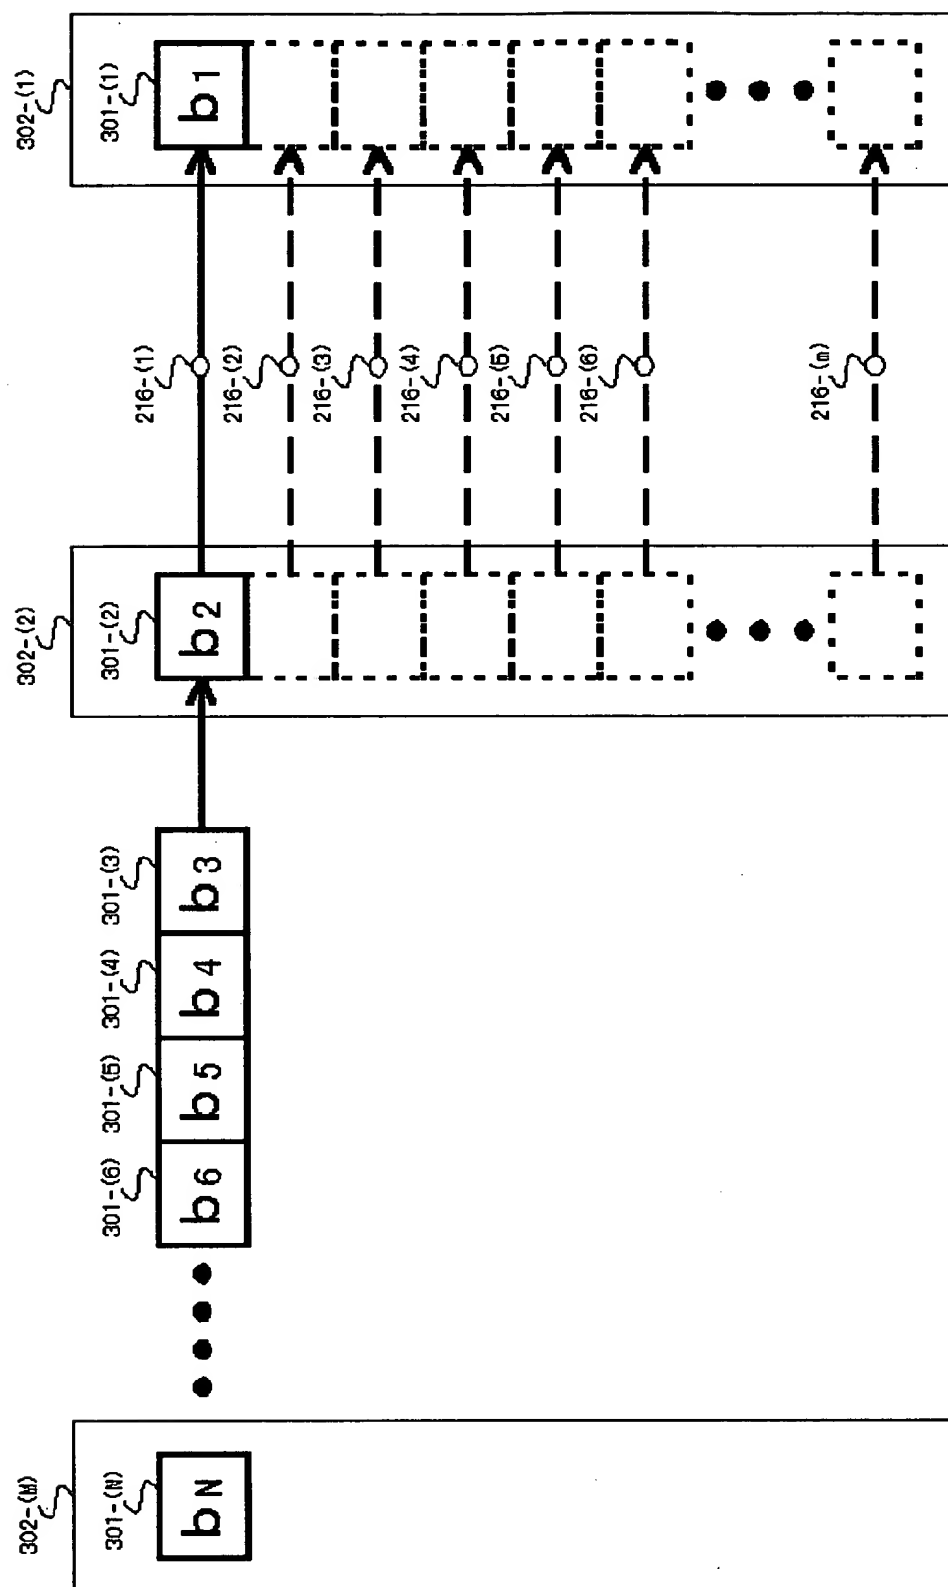 302-(M)
302-(2)
302-(1)
301-(N)
301-(6)
301-(5)
301-(4)
301-(3)
301-(2)
301-(1)
bN
b6
b5
b4
b3
b2
b1
216-(1)
216-(2)
216-(3)
216-(4)
216-(5)
216-(6)
216-(m)